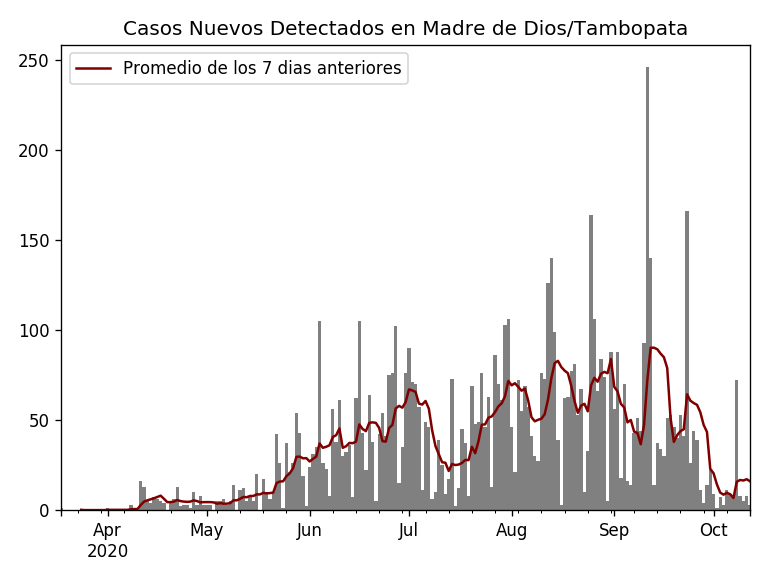 Casos Nuevos Detectados en Madre de Dios/Tambopata
Promedio de los 7 dias anteriores
250
200
150
100
50
0
Apr May Jun Jul Aug Sep Oct
2020